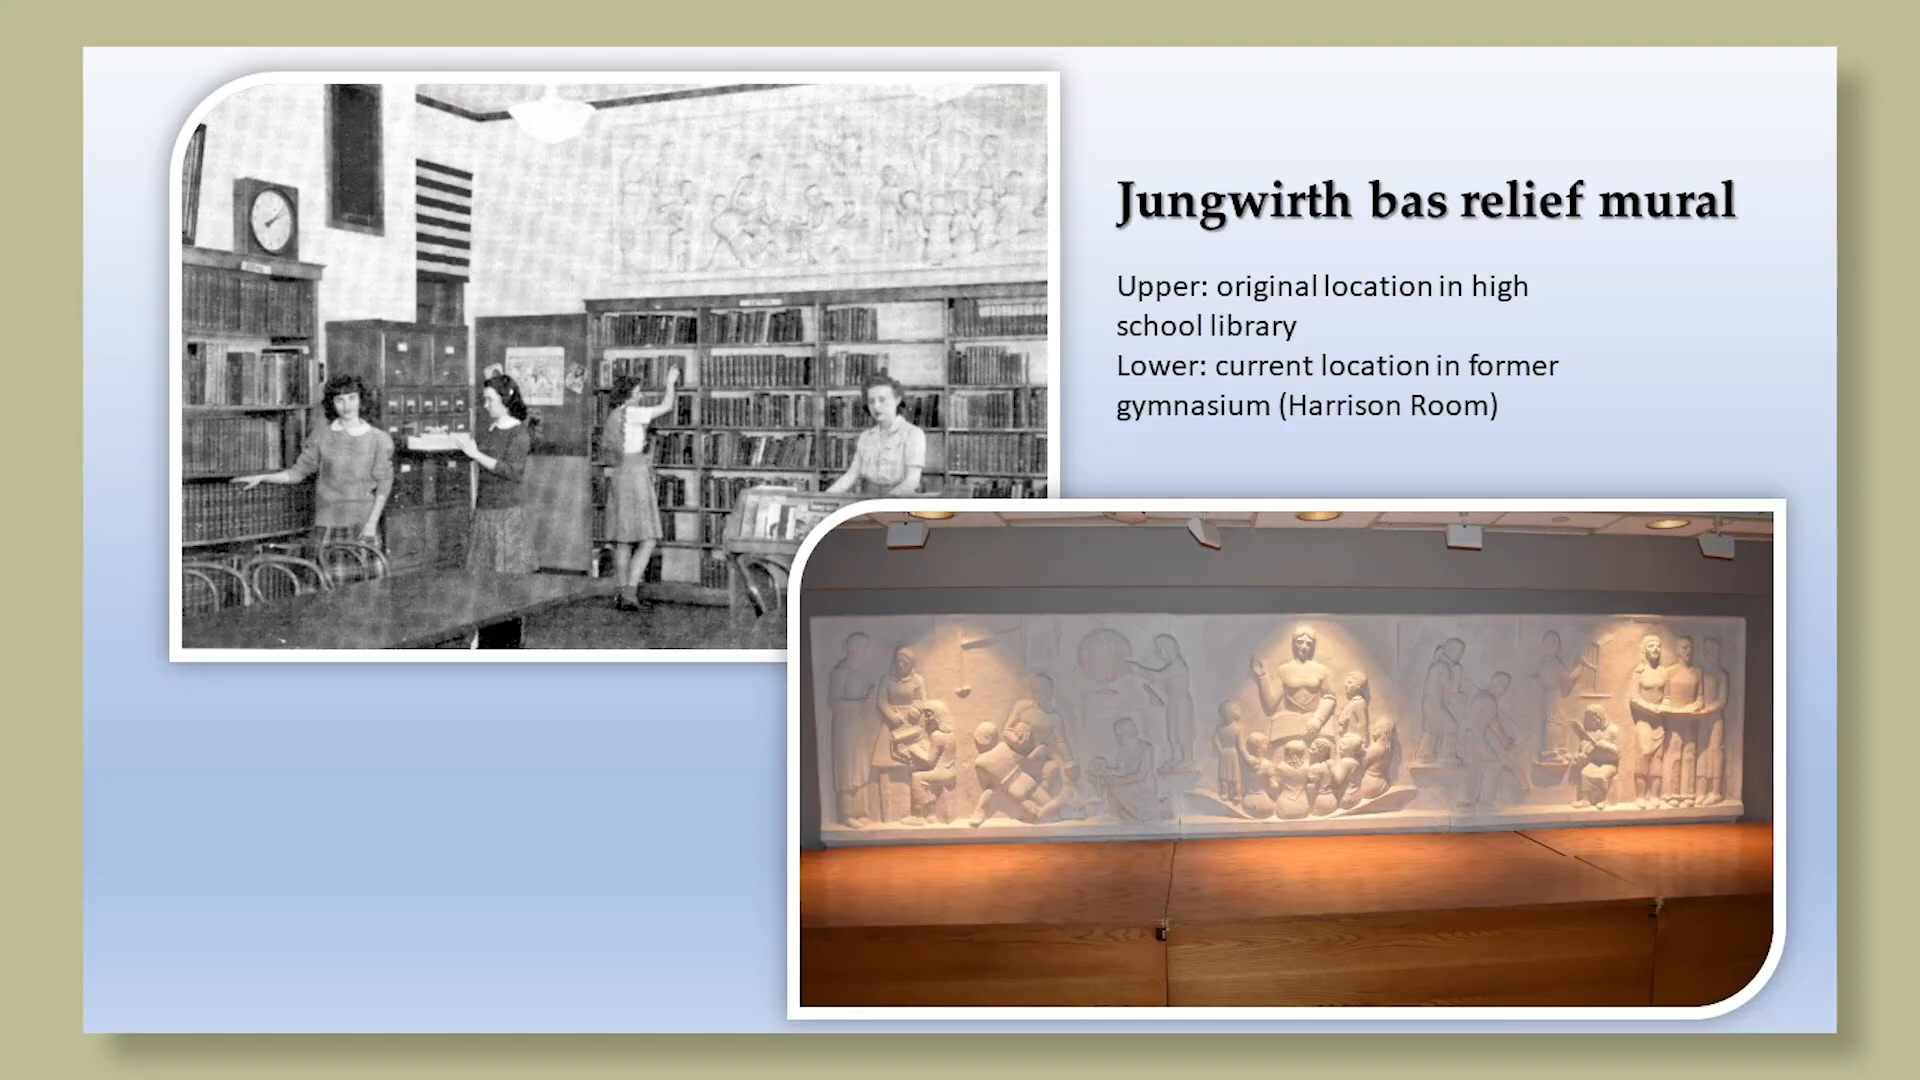 Jungwirth bas relief mural
Upper: original location in high
school library
Lower: current location in former
gymnasium (Harrison Room)